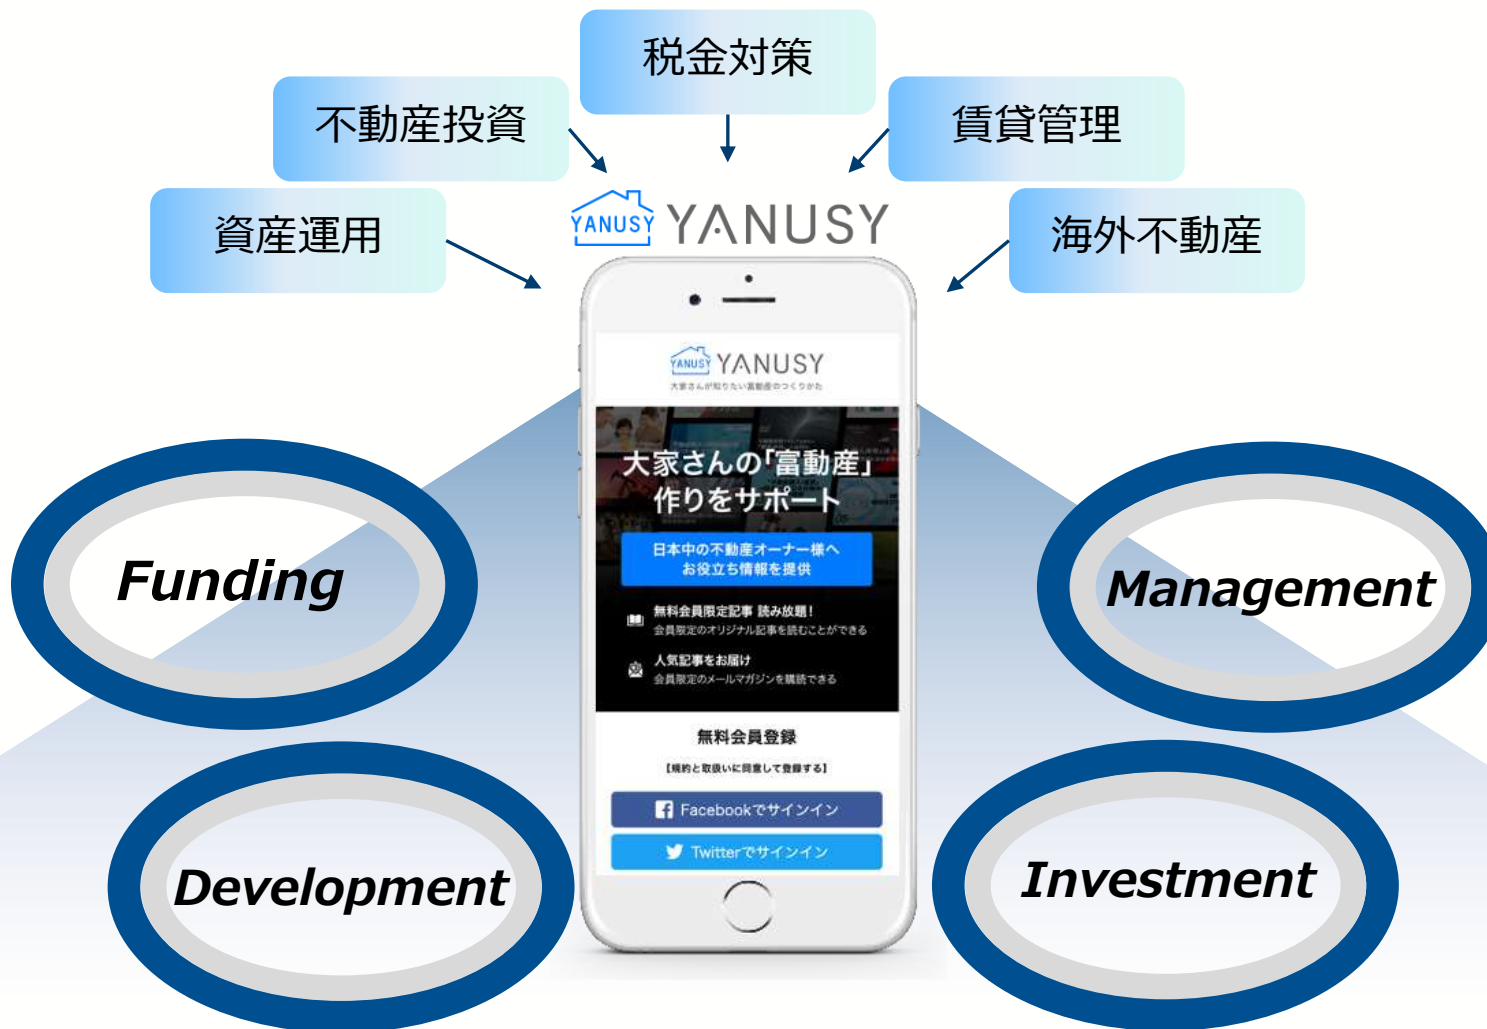 税金対策
不動産投資
賃貸管理
資産運用
海外不動産
YANUSY YANUSY
YANUSY YANUSY
大家さんが知りたい富動産のつくりかた
大家さんの「富動産」
作りをサポート
日本中の不動産オーナー様へ
お役立ち情報を提供
無料会員限定記事 読み放題!
会員限定のオリジナル記事を読むことができる
人気記事をお届け
会員限定のメールマガジンを購読できる
無料会員登録
【規約と取扱いに同意して登録する】
Facebookでサインイン
Twitterでサインイン
Funding
Management
Development
Investment